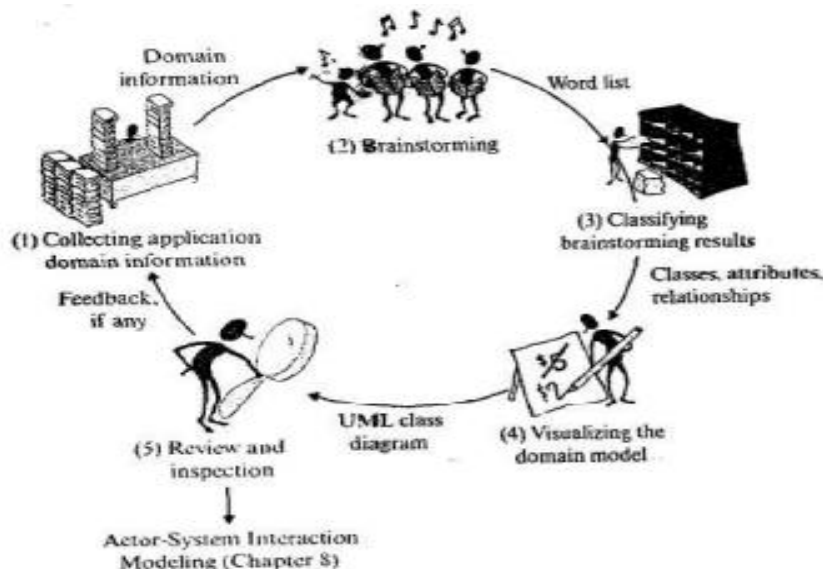 Domain
information
(2) Brainstorming
Word list
(3) Classifying
brainstorming results
Classes, attributes,
relationships
(4) Visualizing the
domain model
UML class
diagram
(5) Review and
inspection
Feedback,
if any
(1) Collecting application
domain information
Actor-System Interaction
Modeling (Chapter 8)